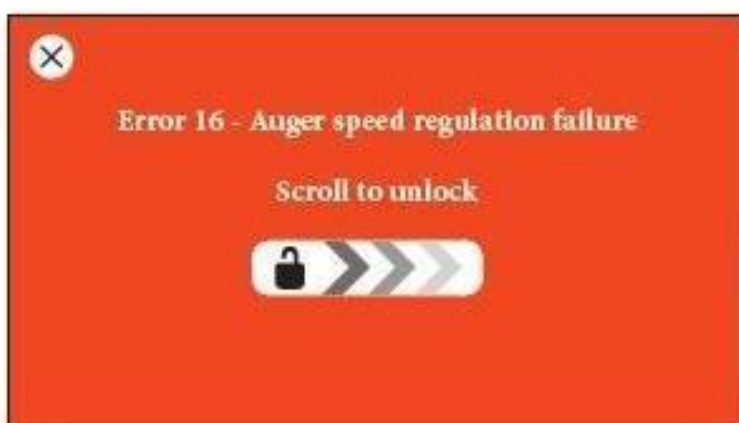 Error 16 - Auger speed regulation failure
Scroll to unlock